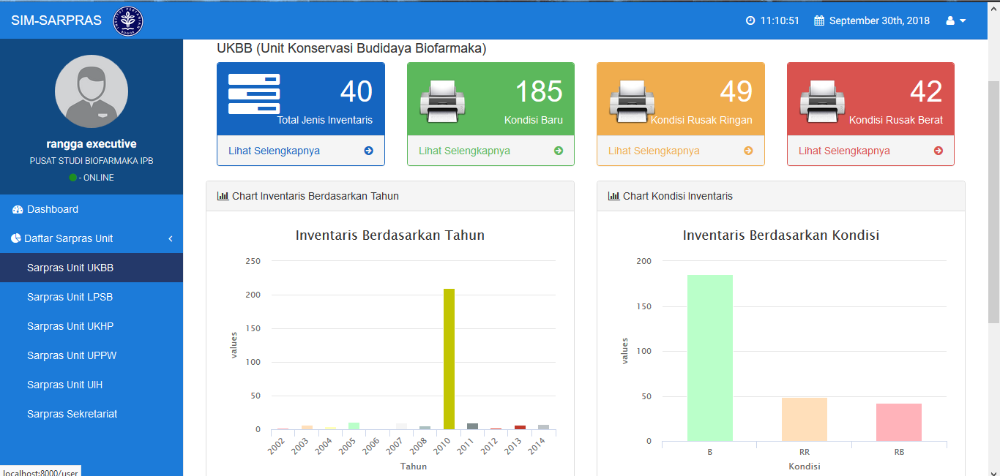 SIM-SARPRAS
11:10:51 September 30th, 2018
rangga executive
PUSAT STUDI BIOFARMAKA IPB
- ONLINE
Dashboard
Daftar Sarpras Unit
Sarpras Unit UKBB
Sarpras Unit LPSB
Sarpras Unit UKHP
Sarpras Unit UPPW
Sarpras Unit UIH
Sarpras Sekretariat
localhost:8000/user
UKBB (Unit Konservasi Budidaya Biofarmaka)
40
Total Jenis Inventaris
Lihat Selengkapnya
185
Kondisi Baru
Lihat Selengkapnya
49
Kondisi Rusak Ringan
Lihat Selengkapnya
42
Kondisi Rusak Berat
Lihat Selengkapnya
Chart Inventaris Berdasarkan Tahun
Inventaris Berdasarkan Tahun
values
250
200
150
100
50
0
2002 2003 2004 2005 2006 2007 2008 2010 2011 2012 2013 2014
Tahun
Chart Kondisi Inventaris
Inventaris Berdasarkan Kondisi
values
200
150
100
50
0
B RR RB
Kondisi